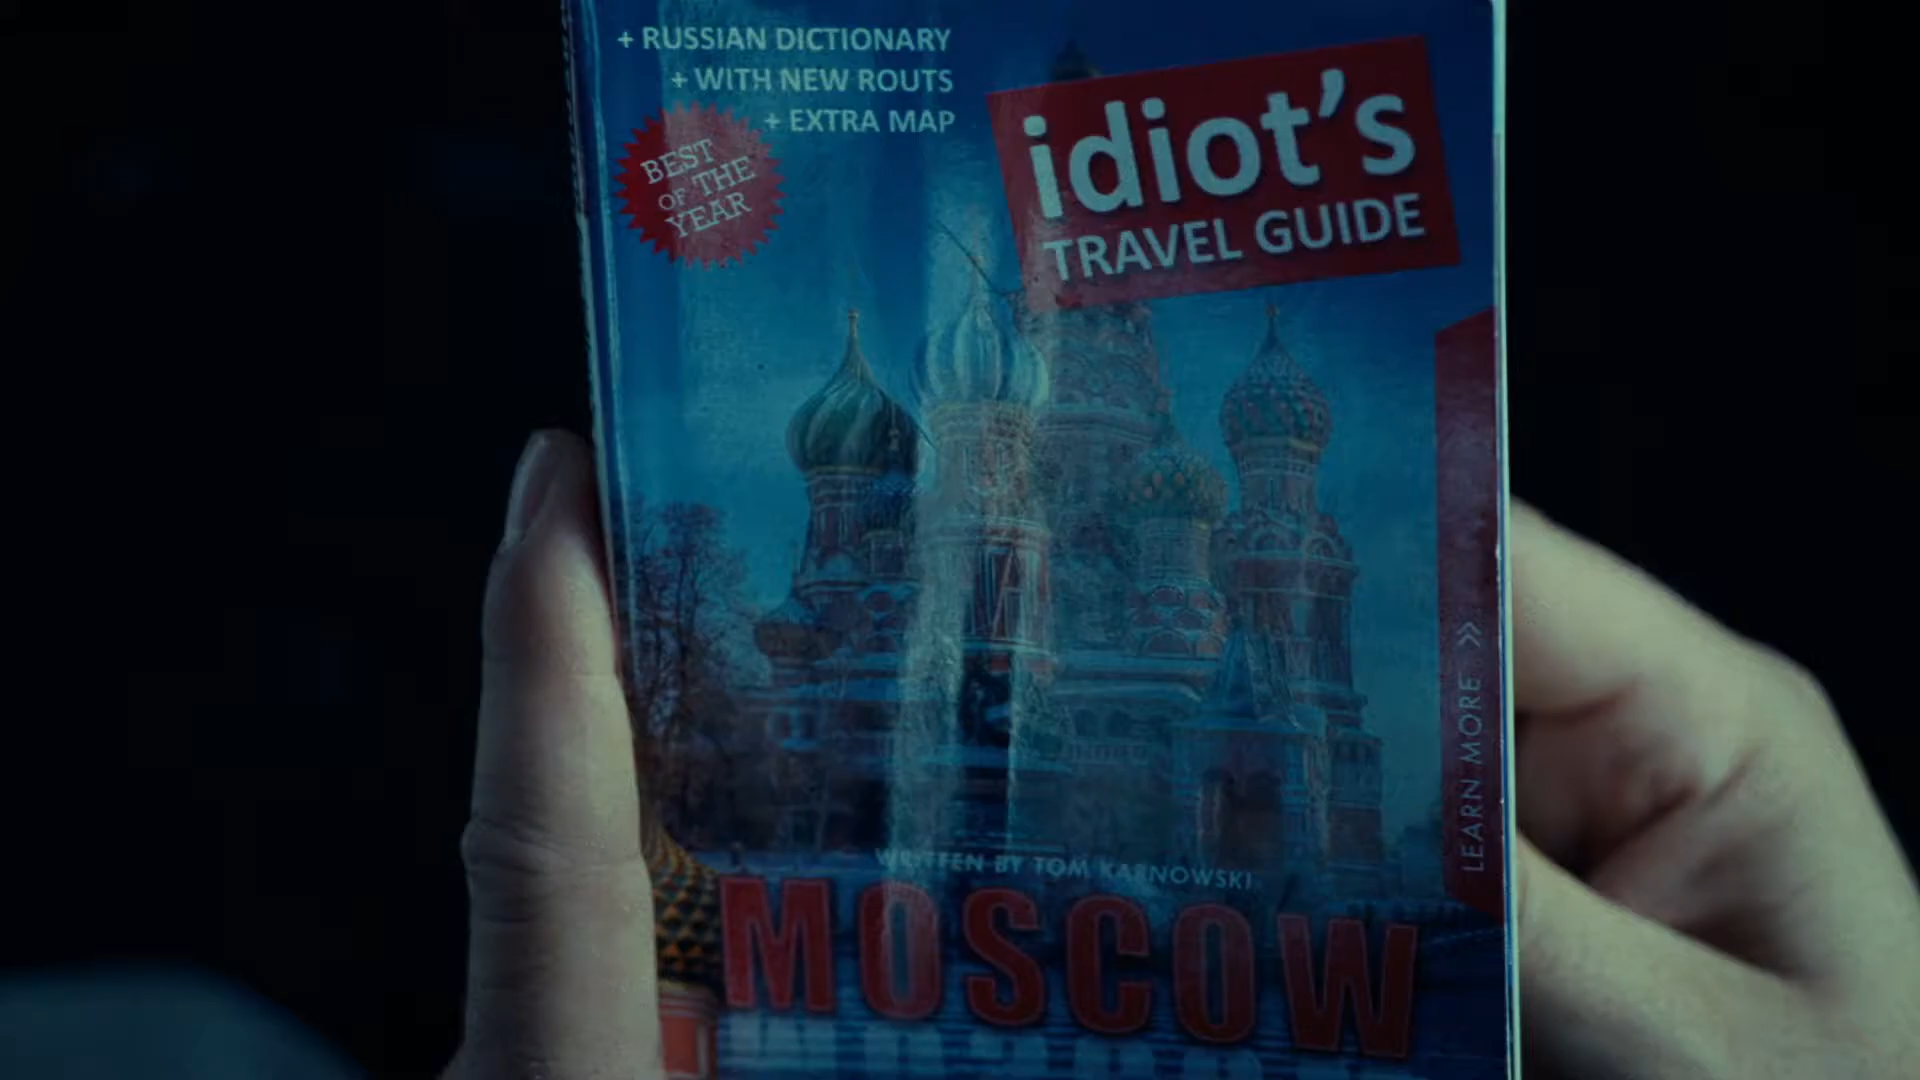 + RUSSIAN DICTIONARY
+ WITH NEW ROUTS
+ EXTRA MAP
BEST
OF THE
YEAR
idiot's
TRAVEL GUIDE
LEARN MORE »
WRITTEN BY TOM KARNOWSKI
MOSCOW